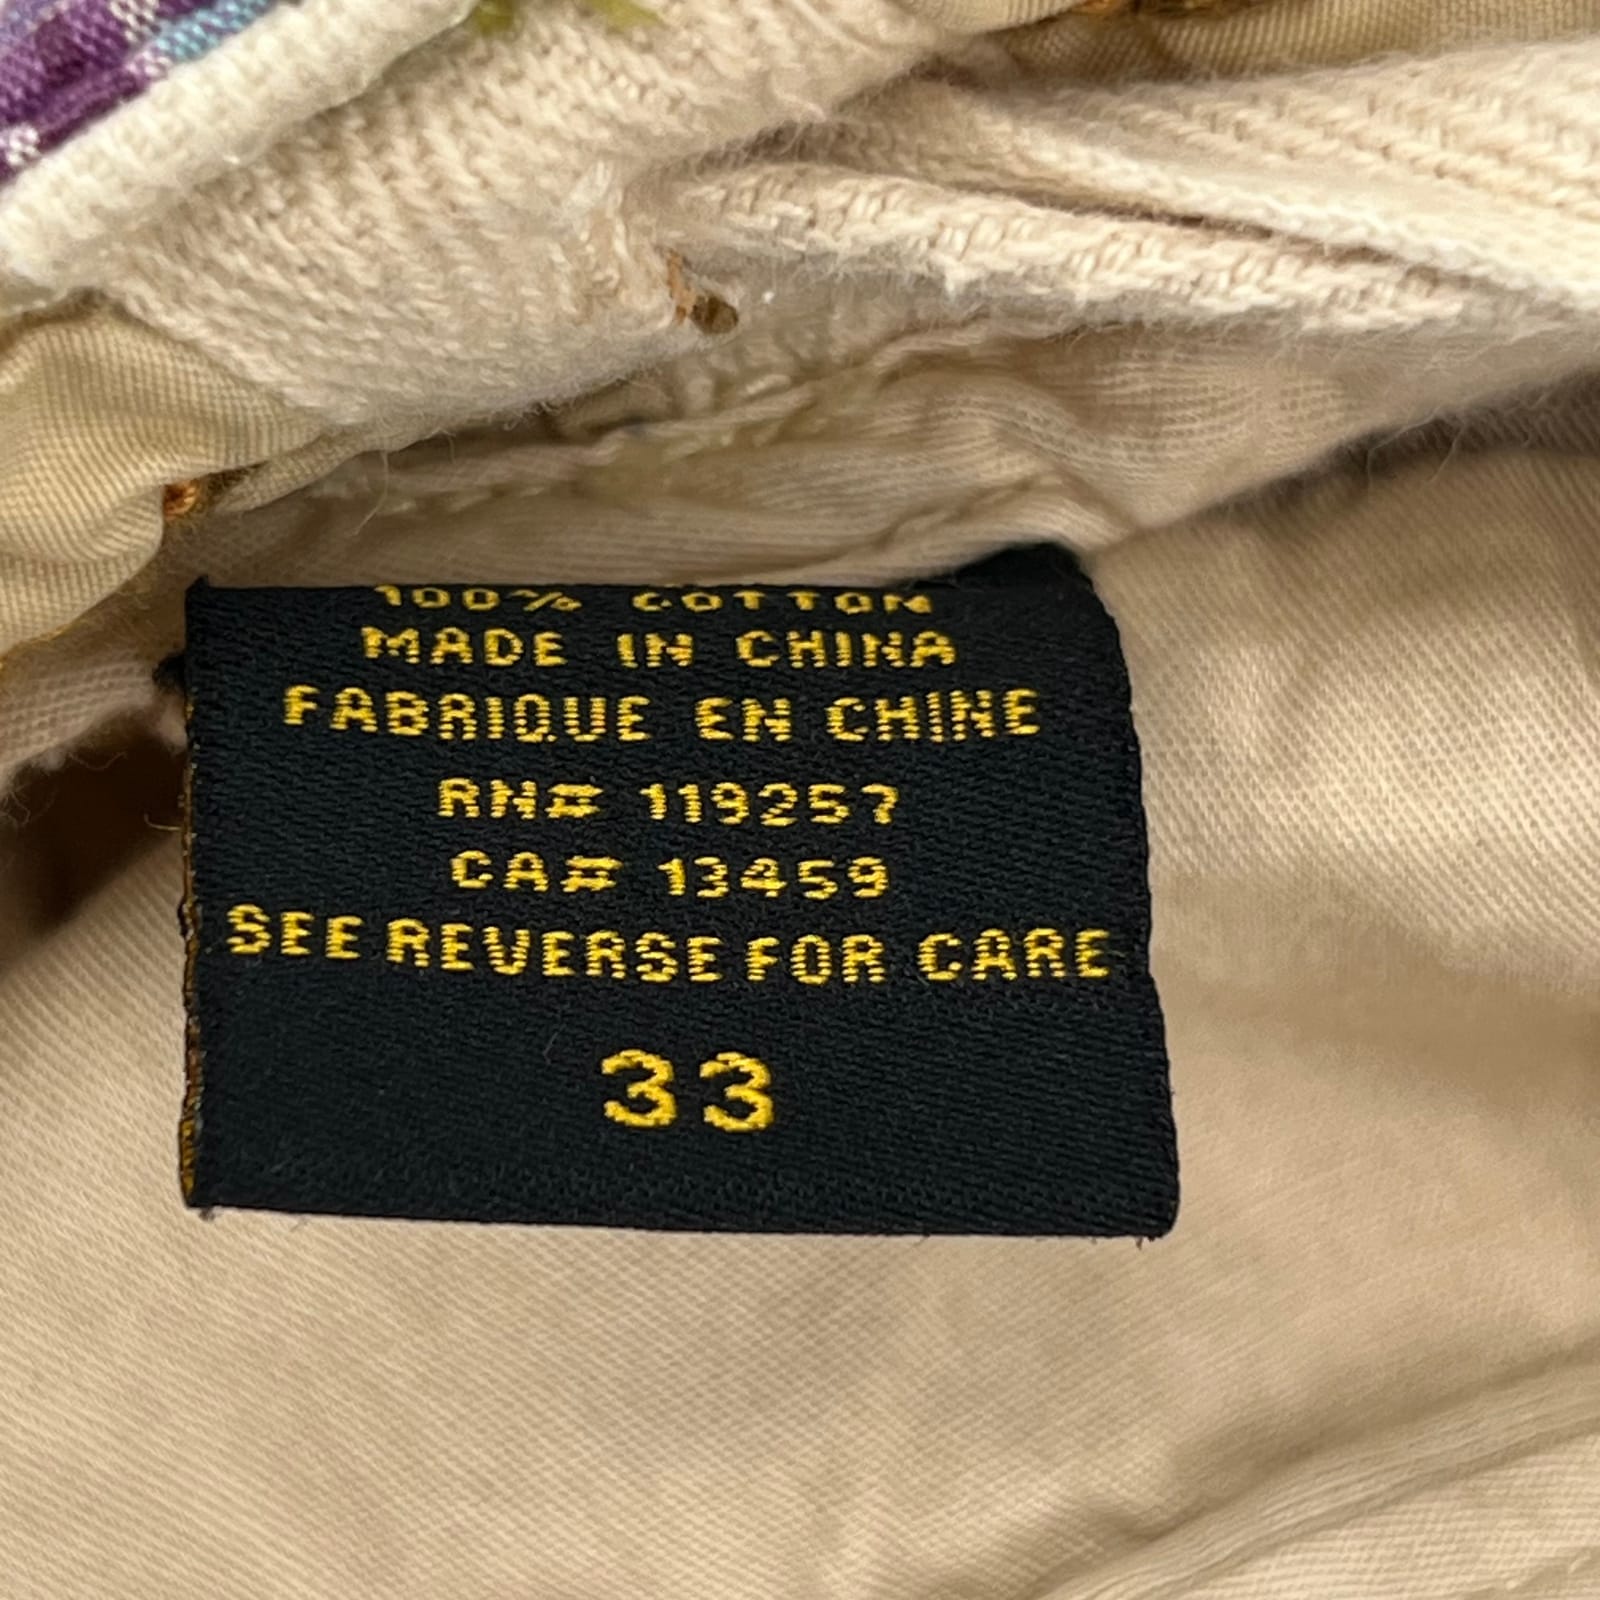 100% COTTON
MADE IN CHINA
FABRIQUE EN CHINE
RN# 119257
CA# 13459
SEE REVERSE FOR CARE
33